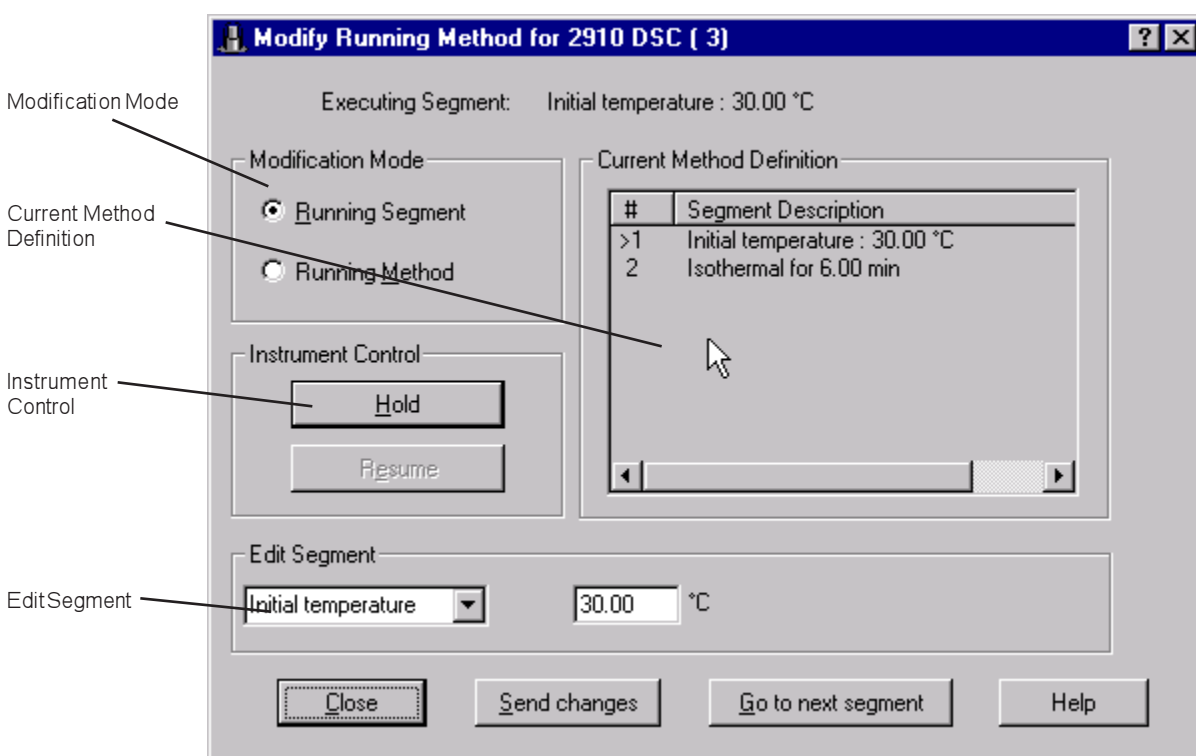 Modify Running Method for 2910 DSC ( 3)
Modification Mode
Executing Segment: Initial temperature : 30.00 °C
Modification Mode
Running Segment
Running Method
Current Method
Definition
Current Method Definition
# Segment Description
>1 Initial temperature : 30.00 °C
2 Isothermal for 6.00 min
Instrument Control
Instrument
Control
Hold
Resume
Edit Segment
Edit Segment
Initial temperature 30.00 °C
Close Send changes Go to next segment Help